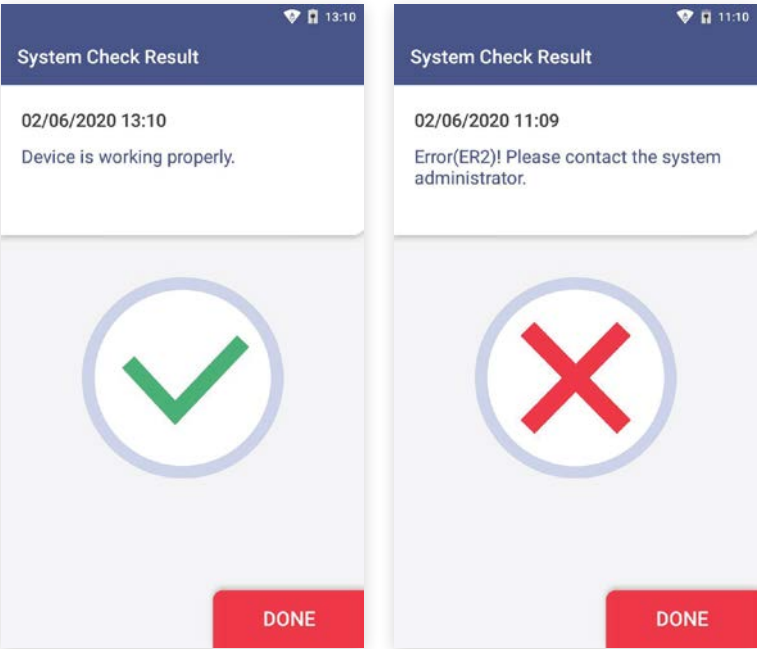 13:10
System Check Result
02/06/2020 13:10
Device is working properly.
DONE
11:10
System Check Result
02/06/2020 11:09
Error(ER2)! Please contact the system
administrator.
DONE